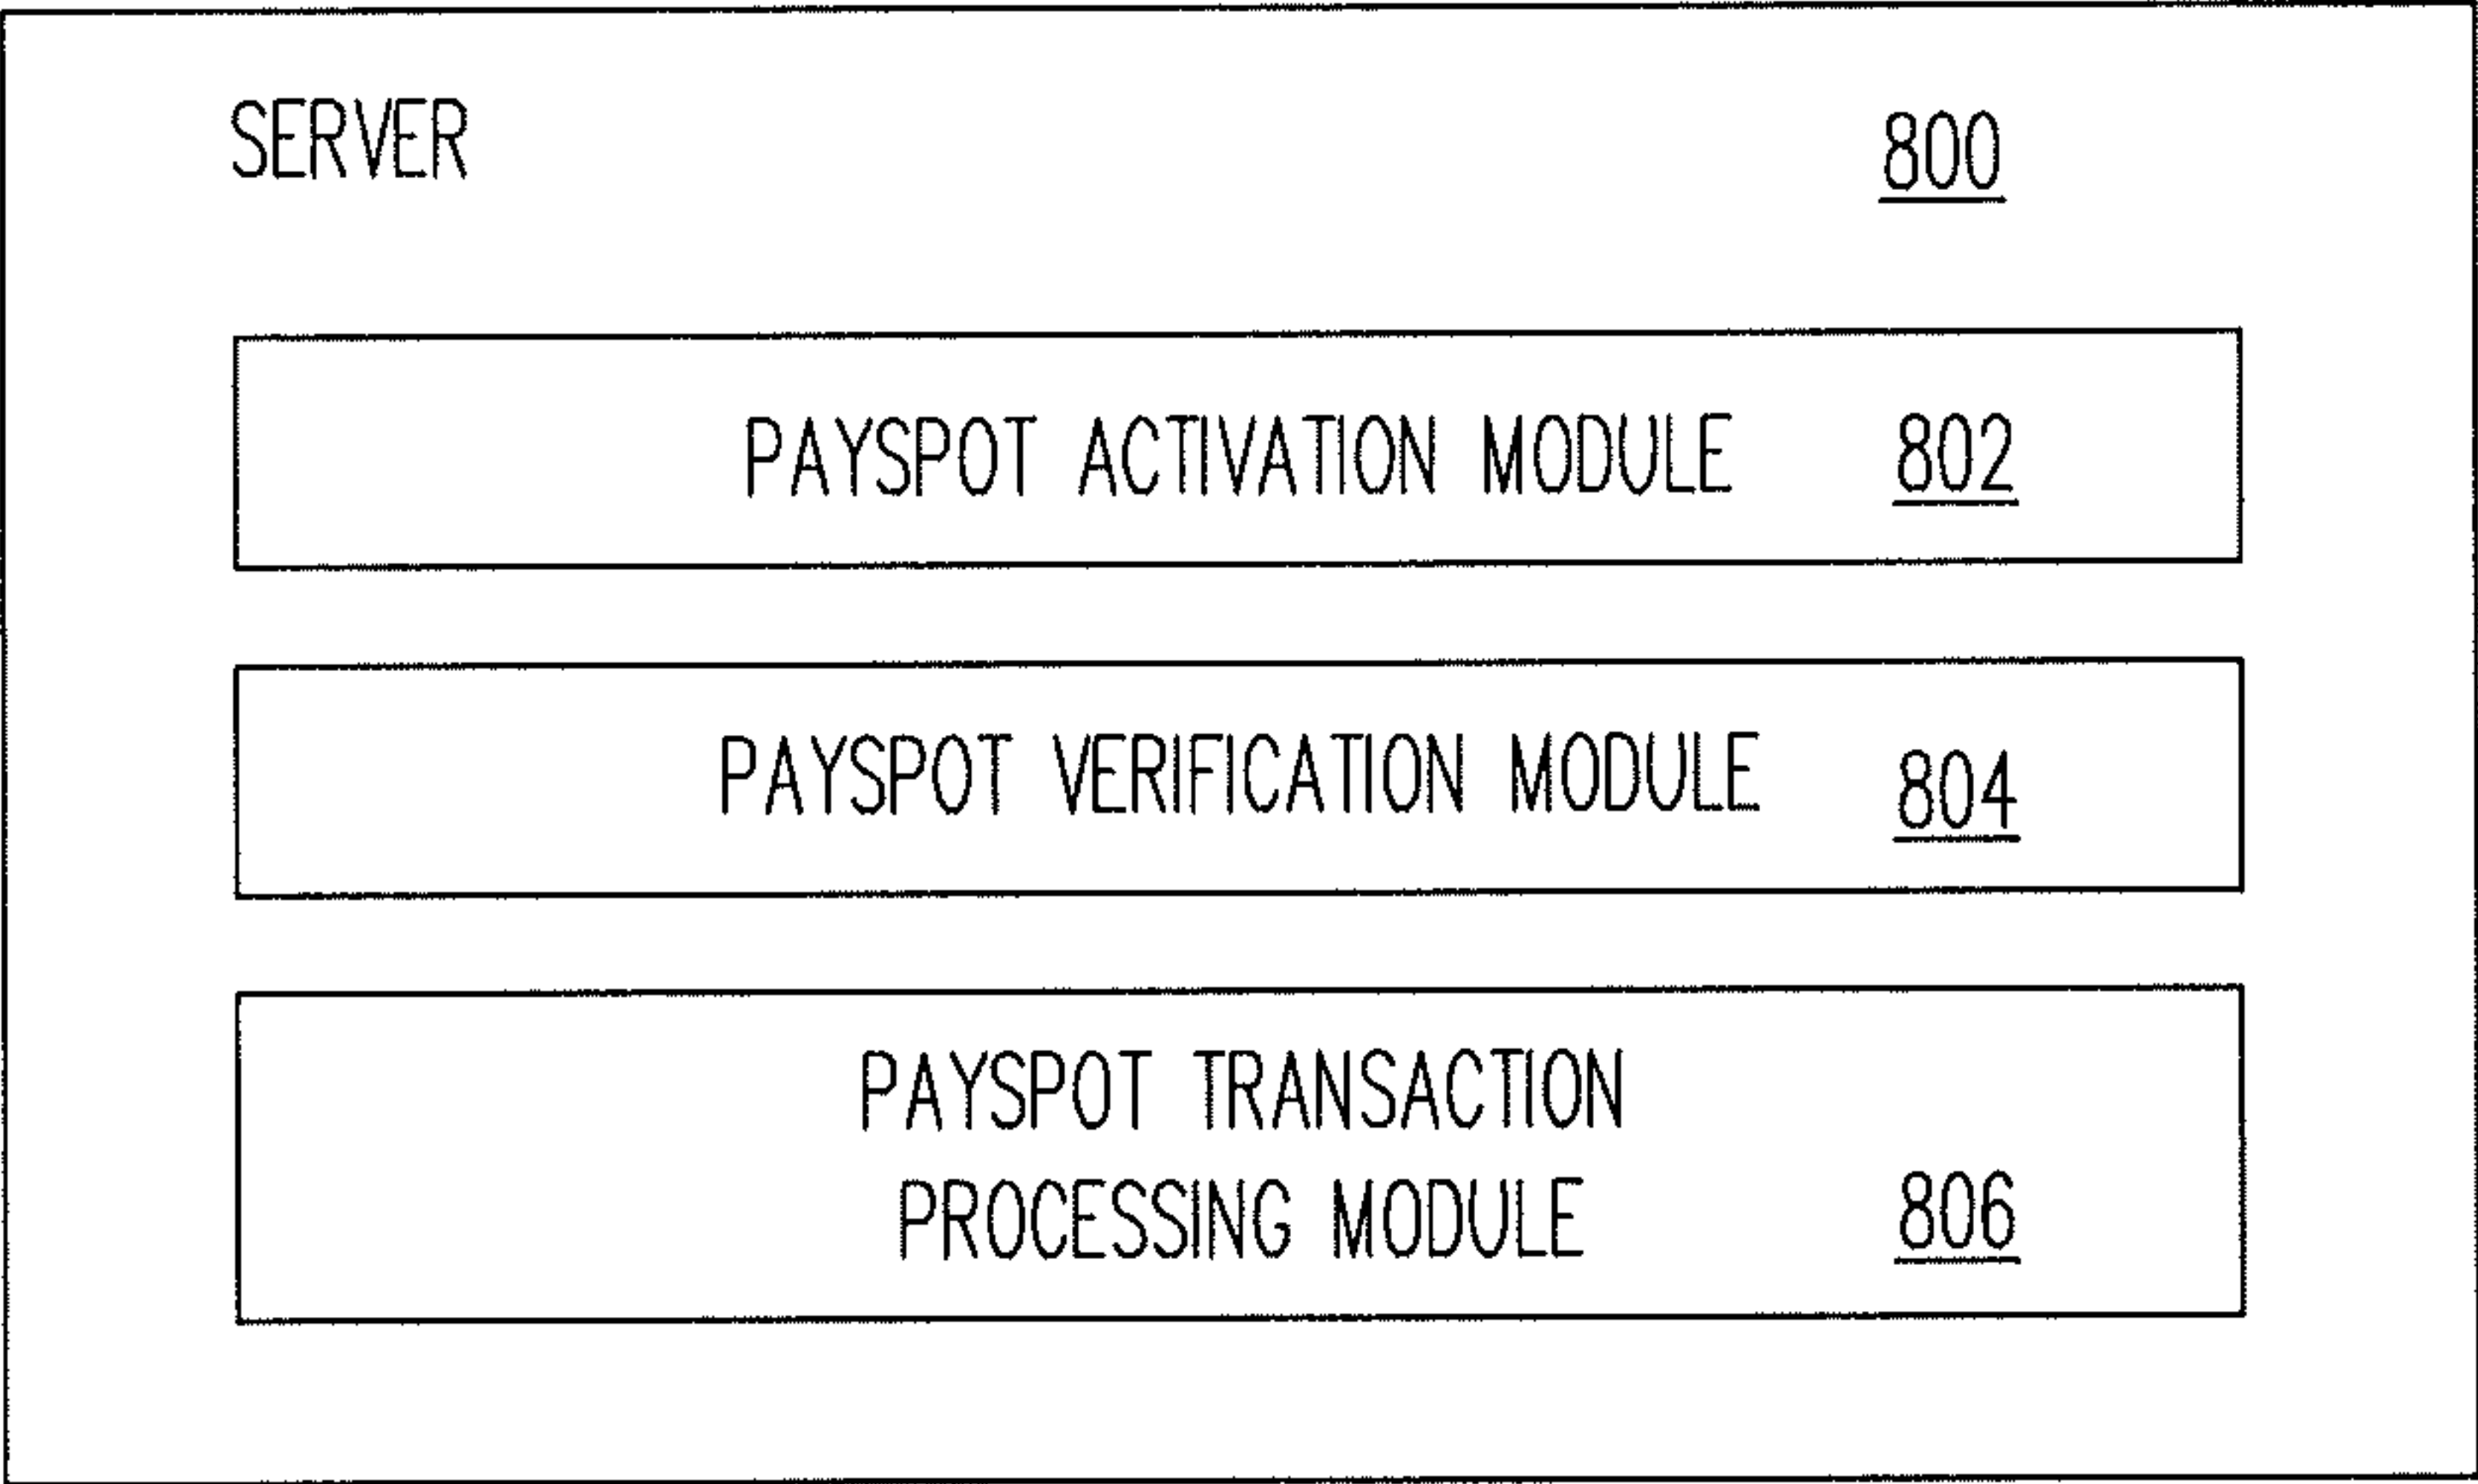 SERVER 800
PAYSPOT ACTIVATION MODULE 802
PAYSPOT VERIFICATION MODULE 804
PAYSPOT TRANSACTION
PROCESSING MODULE 806